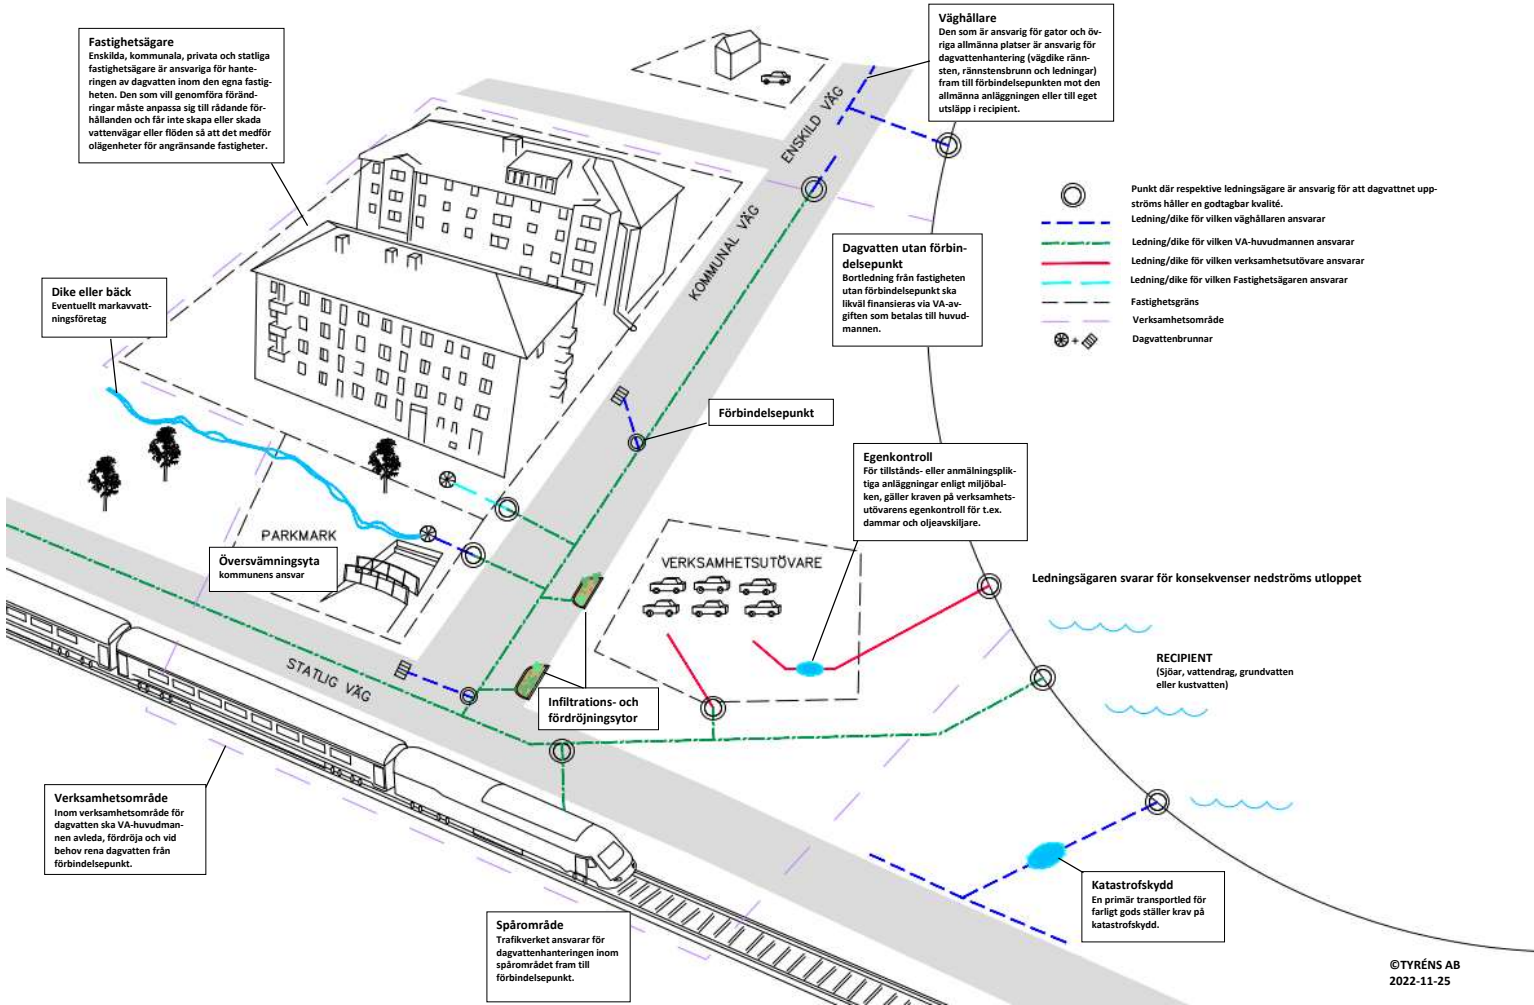 Fastighetsägare
Enskilda, kommunala, privata och statliga
fastighetsägare är ansvariga för hante-
ringen av dagvatten inom den egna fastig-
heten. Den som vill genomföra föränd-
ringar måste anpassa sig till rådande för-
hållanden och får inte skapa eller skada
vattenvägar eller flöden så att det medför
olägenheter för angränsande fastigheter.
Väghållare
Den som är ansvarig för gator och öv-
riga allmänna platser är ansvarig för
dagvattenhantering (vägdike ränn-
sten, rännstensbrunn och ledningar)
fram till förbindelsepunkten mot den
allmänna anläggningen eller till eget
utsläpp i recipient.
ENSKILD VÄG
KOMMUNAL VÄG
Punkt där respektive ledningsägare är ansvarig för att dagvattnet upp-
ströms håller en godtagbar kvalité.
Ledning/dike för vilken väghållaren ansvarar
Ledning/dike för vilken VA-huvudmannen ansvarar
Ledning/dike för vilken verksamhetsutövare ansvarar
Ledning/dike för vilken Fastighetsägaren ansvarar
Fastighetsgräns
Verksamhetsområde
+
Dagvattenbrunnar
Dagvatten utan förbin-
delsepunkt
Bortledning från fastigheten
utan förbindelsepunkt ska
likväl finansieras via VA-av-
giften som betalas till huvud-
mannen.
Dike eller bäck
Eventuellt markavvatt-
ningsföretag
Förbindelsepunkt
Egenkontroll
För tillstånds- eller anmälningsplik-
tiga anläggningar enligt miljöbal-
ken, gäller kraven på verksamhets-
utövarens egenkontroll för t.ex.
dammar och oljeavskiljare.
PARKMARK
Översvämningsyta
kommunens ansvar
VERKSAMHETSUTÖVARE
Ledningsägaren svarar för konsekvenser nedströms utloppet
RECIPIENT
(Sjöar, vattendrag, grundvatten
eller kustvatten)
STATLIG VÄG
Infiltrations- och
fördröjningsytor
Verksamhetsområde
Inom verksamhetsområde för
dagvatten ska VA-huvudman-
nen avleda, fördröja och vid
behov rena dagvatten från
förbindelsepunkt.
Katastrofskydd
En primär transportled för
farligt gods ställer krav på
katastrofskydd.
Spårområde
Trafikverket ansvarar för
dagvattenhanteringen inom
spårområdet fram till
förbindelsepunkt.
©TYRÉNS AB
2022-11-25